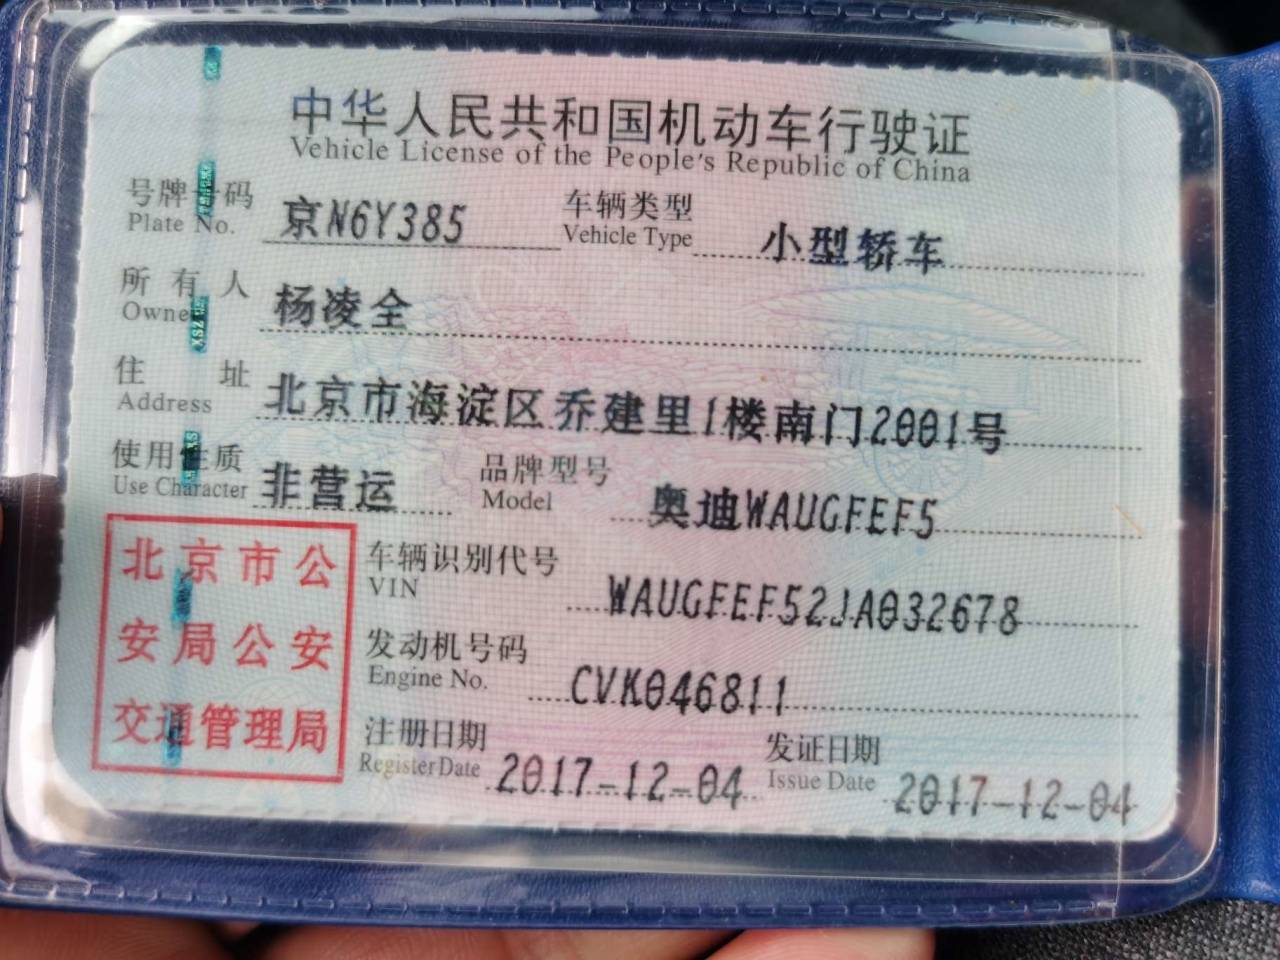 中华人民共和国机动车行驶证
Vehicle License of the People's Republic of China
号牌号码 京N6Y385 车辆类型 小型轿车
Plate No. Vehicle Type
所有人 杨凌全
Owner
住址 北京市海淀区乔建里1楼南门2001号
Address
使用性质 非营运 品牌型号 奥迪WAUGFEF5
Use Character Model
北京市公
安局公安
交通管理局
车辆识别代号 WAUGFEF52JA032678
VIN
发动机号码 CVK046811
Engine No.
注册日期 2017-12-04 发证日期 2017-12-04
Register Date Issue Date
XSZ